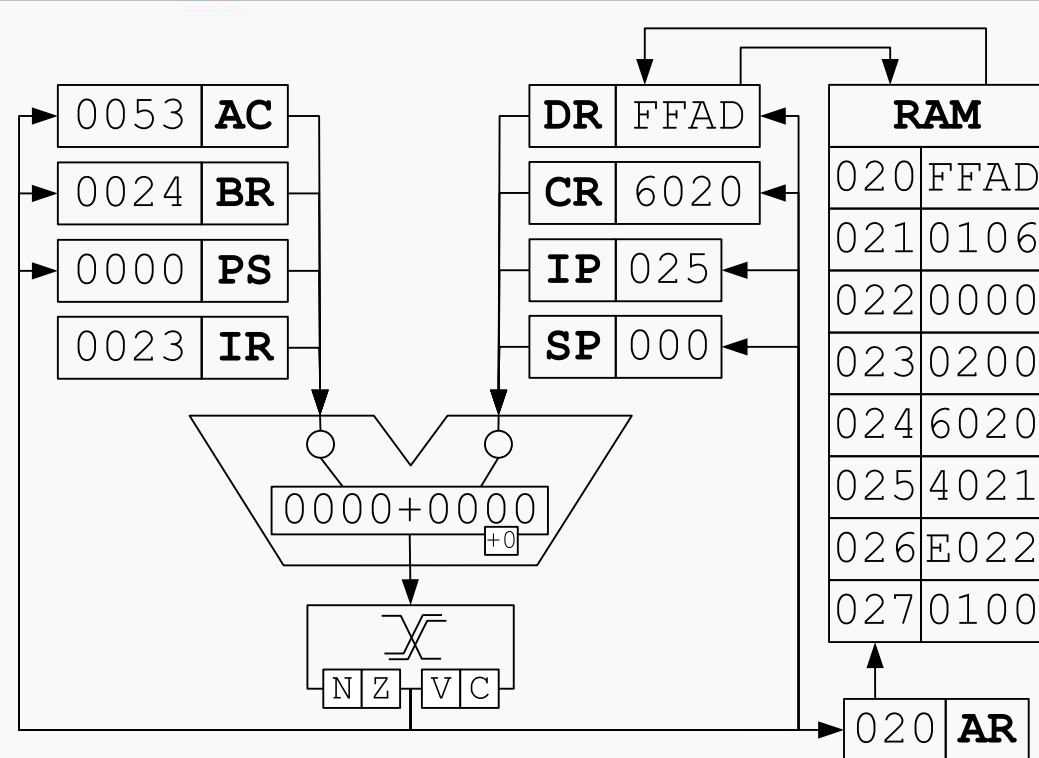 0053 AC
0024 BR
0000 PS
0023 IR
DR FFAD
CR 6020
IP 025
SP 000
0000+0000
+0
N Z V C
RAM
020 FFAD
021 0106
022 0000
023 0200
024 6020
025 4021
026 E022
027 0100
020 AR